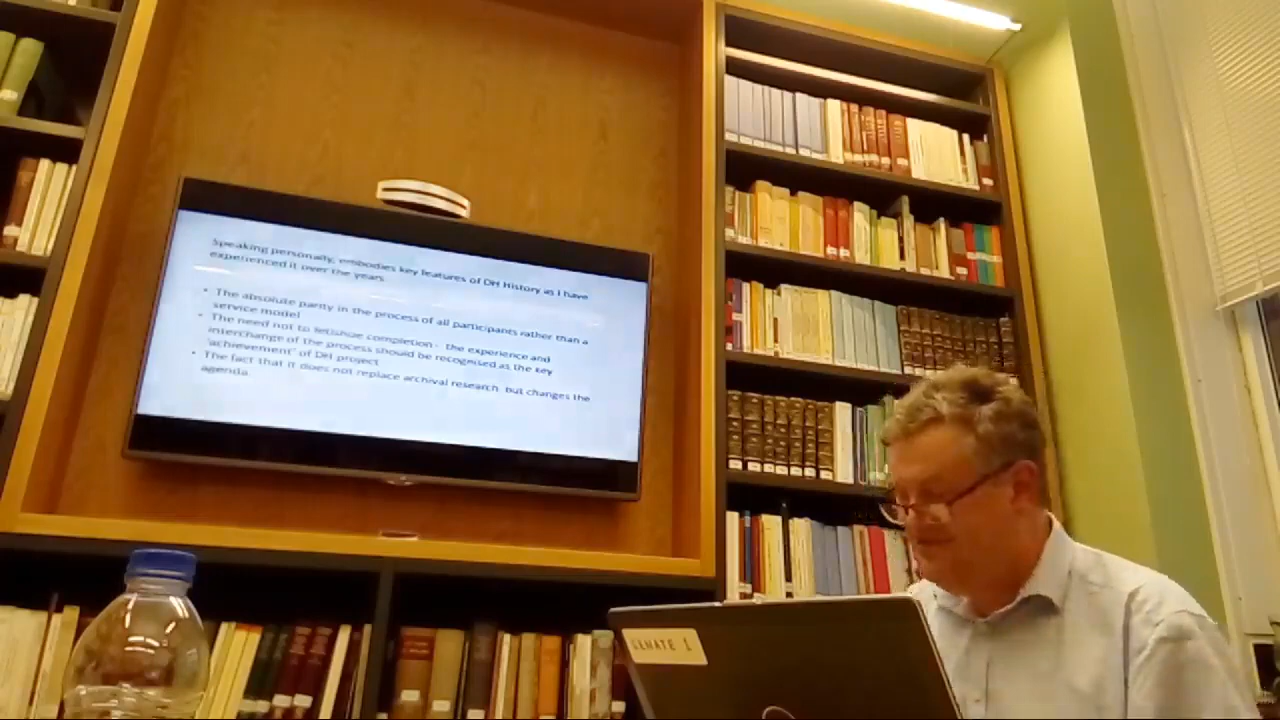 Speaking personally, embodies key features of DH History as I have
experienced it over the years
• The absolute parity in the process of all participants rather than a
service model
• The need not to fetishise completion - the experience and
interchange of the process should be recognised as the key
'achievement' of DH project
• The fact that it does not replace archival research but changes the
agenda.
SENATE 1